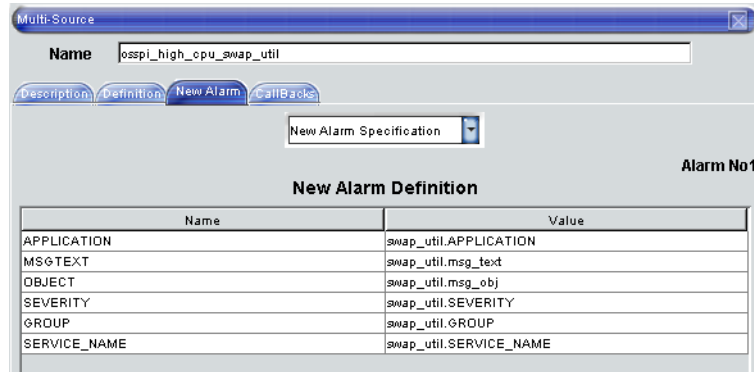 Multi-Source
Name osspi_high_cpu_swap_util
Description Definition New Alarm CallBacks
New Alarm Specification
Alarm No1
New Alarm Definition
Name Value
APPLICATION swap_util.APPLICATION
MSGTEXT swap_util.msg_text
OBJECT swap_util.msg_obj
SEVERITY swap_util.SEVERITY
GROUP swap_util.GROUP
SERVICE_NAME swap_util.SERVICE_NAME